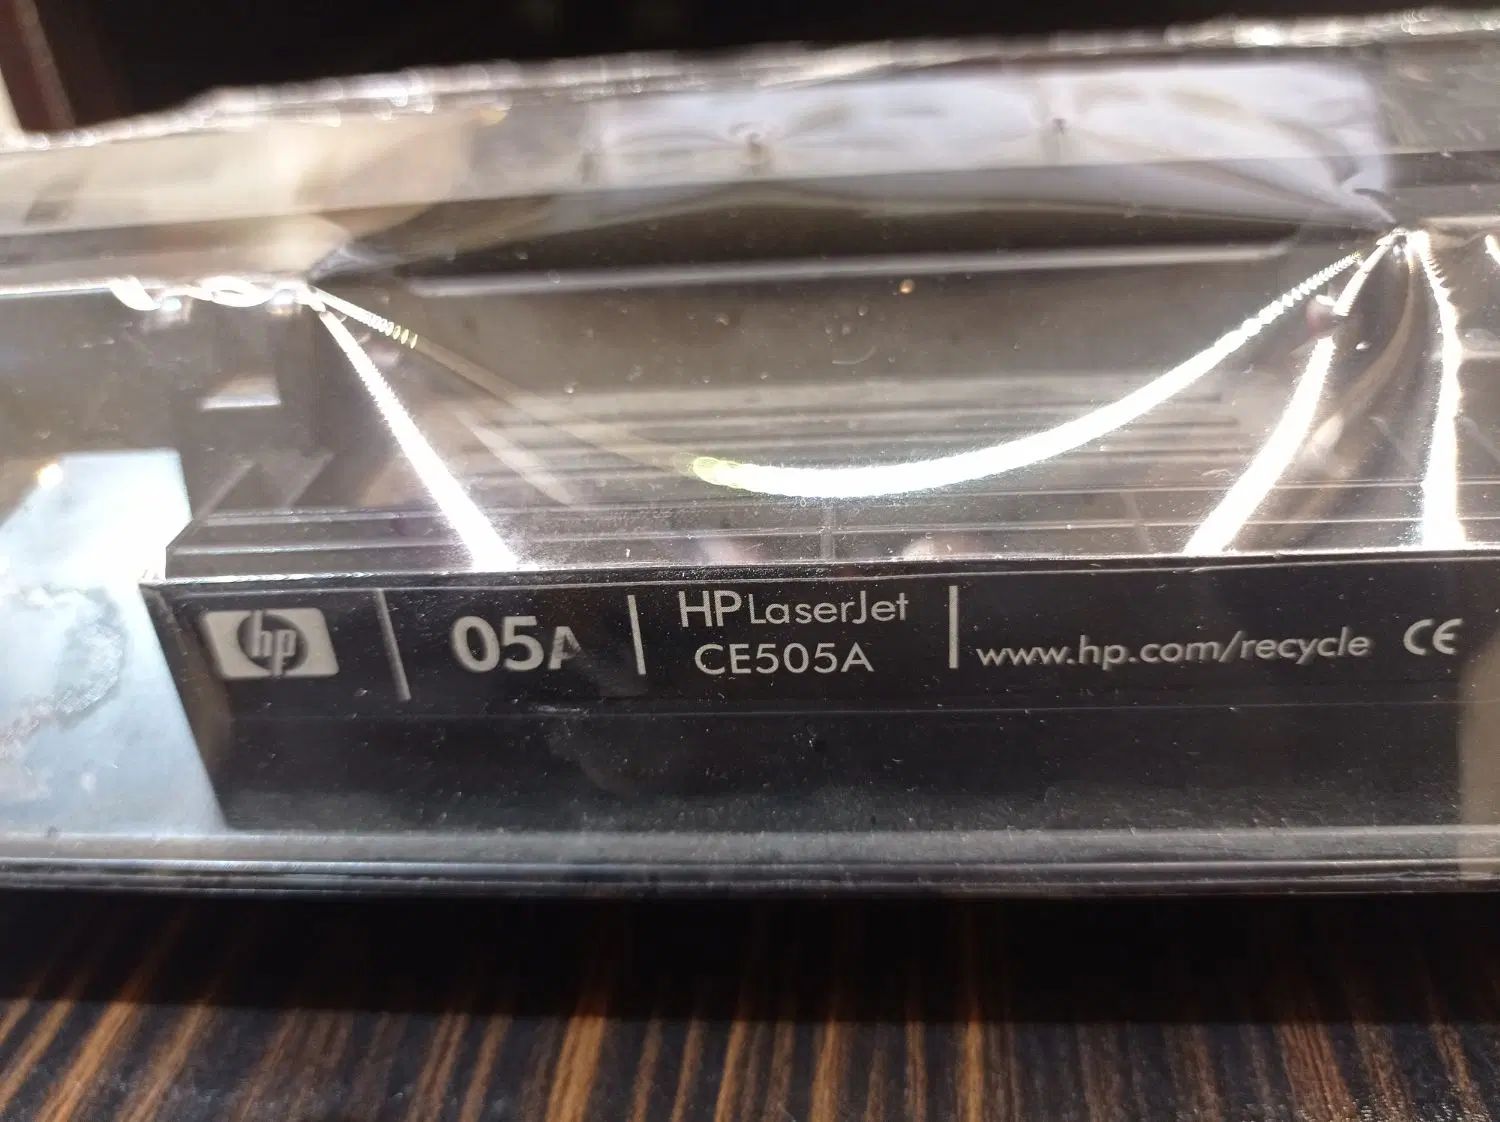 hp
05A
HP LaserJet
CE505A
www.hp.com/recycle CE